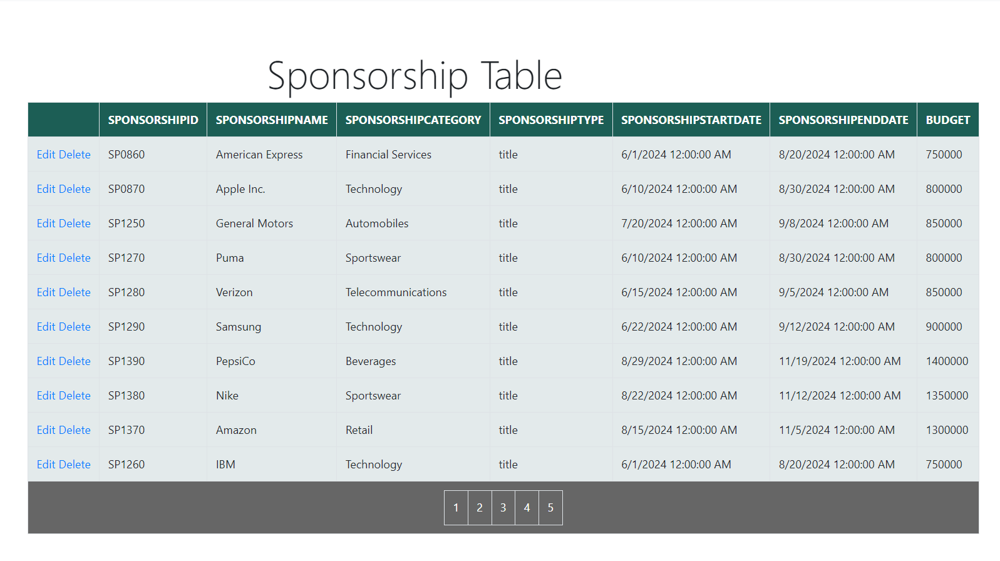 Sponsorship Table
SPONSORSHIPID SPONSORSHIPNAME SPONSORSHIPCATEGORY SPONSORSHIPTYPE SPONSORSHIPSTARTDATE SPONSORSHIPENDDATE BUDGET
Edit Delete SP0860 American Express Financial Services title 6/1/2024 12:00:00 AM 8/20/2024 12:00:00 AM 750000
Edit Delete SP0870 Apple Inc. Technology title 6/10/2024 12:00:00 AM 8/30/2024 12:00:00 AM 800000
Edit Delete SP1250 General Motors Automobiles title 7/20/2024 12:00:00 AM 9/8/2024 12:00:00 AM 850000
Edit Delete SP1270 Puma Sportswear title 6/10/2024 12:00:00 AM 8/30/2024 12:00:00 AM 800000
Edit Delete SP1280 Verizon Telecommunications title 6/15/2024 12:00:00 AM 9/5/2024 12:00:00 AM 850000
Edit Delete SP1290 Samsung Technology title 6/22/2024 12:00:00 AM 9/12/2024 12:00:00 AM 900000
Edit Delete SP1390 PepsiCo Beverages title 8/29/2024 12:00:00 AM 11/19/2024 12:00:00 AM 1400000
Edit Delete SP1380 Nike Sportswear title 8/22/2024 12:00:00 AM 11/12/2024 12:00:00 AM 1350000
Edit Delete SP1370 Amazon Retail title 8/15/2024 12:00:00 AM 11/5/2024 12:00:00 AM 1300000
Edit Delete SP1260 IBM Technology title 6/1/2024 12:00:00 AM 8/20/2024 12:00:00 AM 750000
1 2 3 4 5